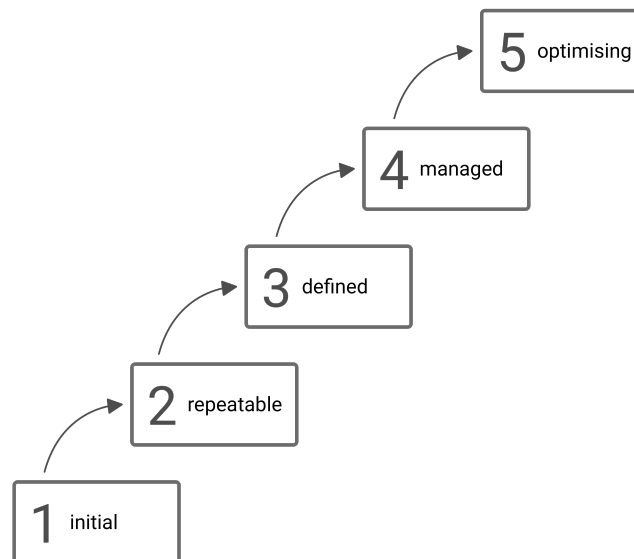 5 optimising
4 managed
3 defined
2 repeatable
1 initial